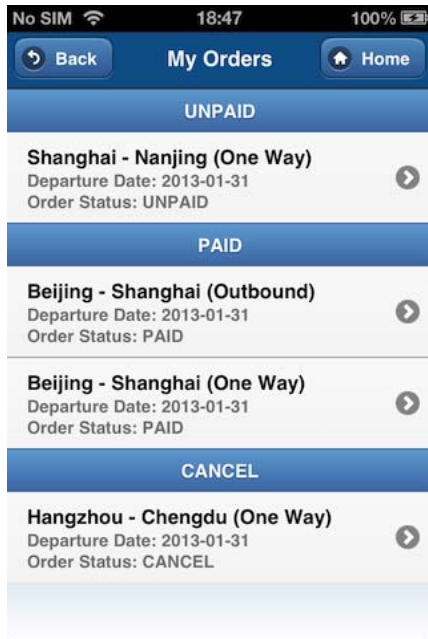 No SIM 18:47 100%
Back My Orders Home
UNPAID
Shanghai - Nanjing (One Way)
Departure Date: 2013-01-31
Order Status: UNPAID
PAID
Beijing - Shanghai (Outbound)
Departure Date: 2013-01-31
Order Status: PAID
Beijing - Shanghai (One Way)
Departure Date: 2013-01-31
Order Status: PAID
CANCEL
Hangzhou - Chengdu (One Way)
Departure Date: 2013-01-31
Order Status: CANCEL